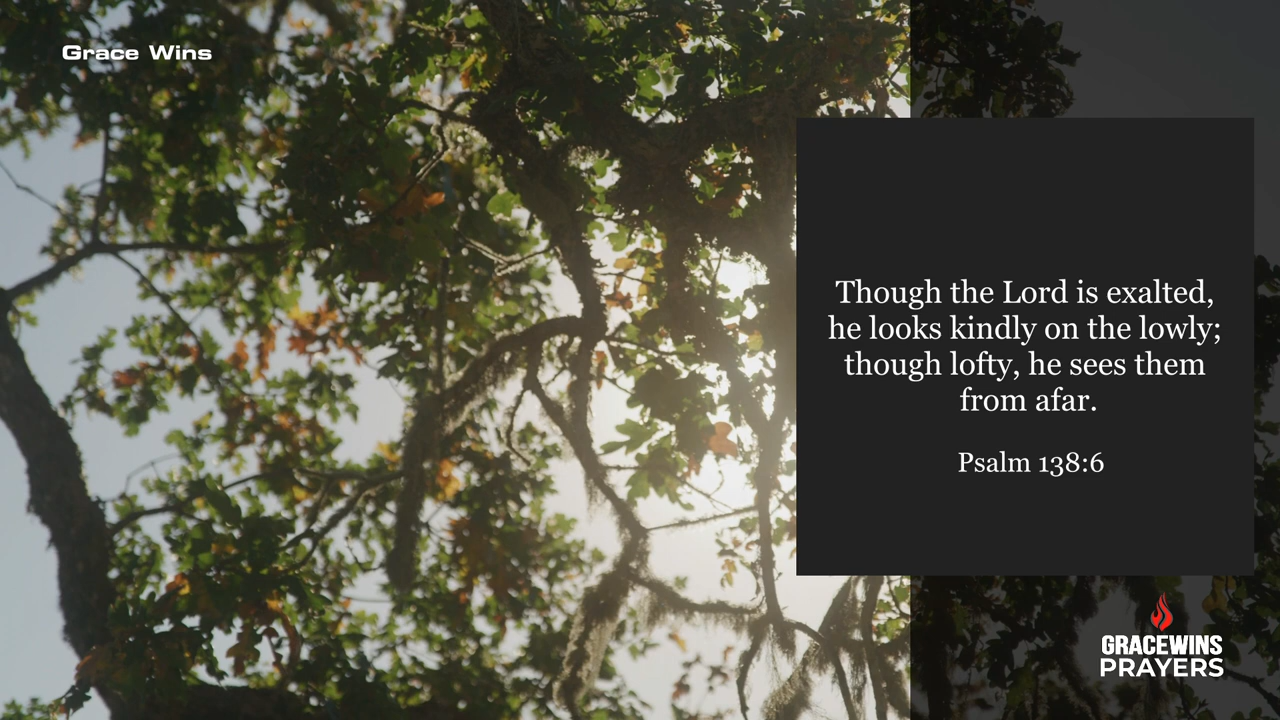 Grace Wins
Though the Lord is exalted,
he looks kindly on the lowly;
though lofty, he sees them
from afar.
Psalm 138:6
GRACEWINS
PRAYERS